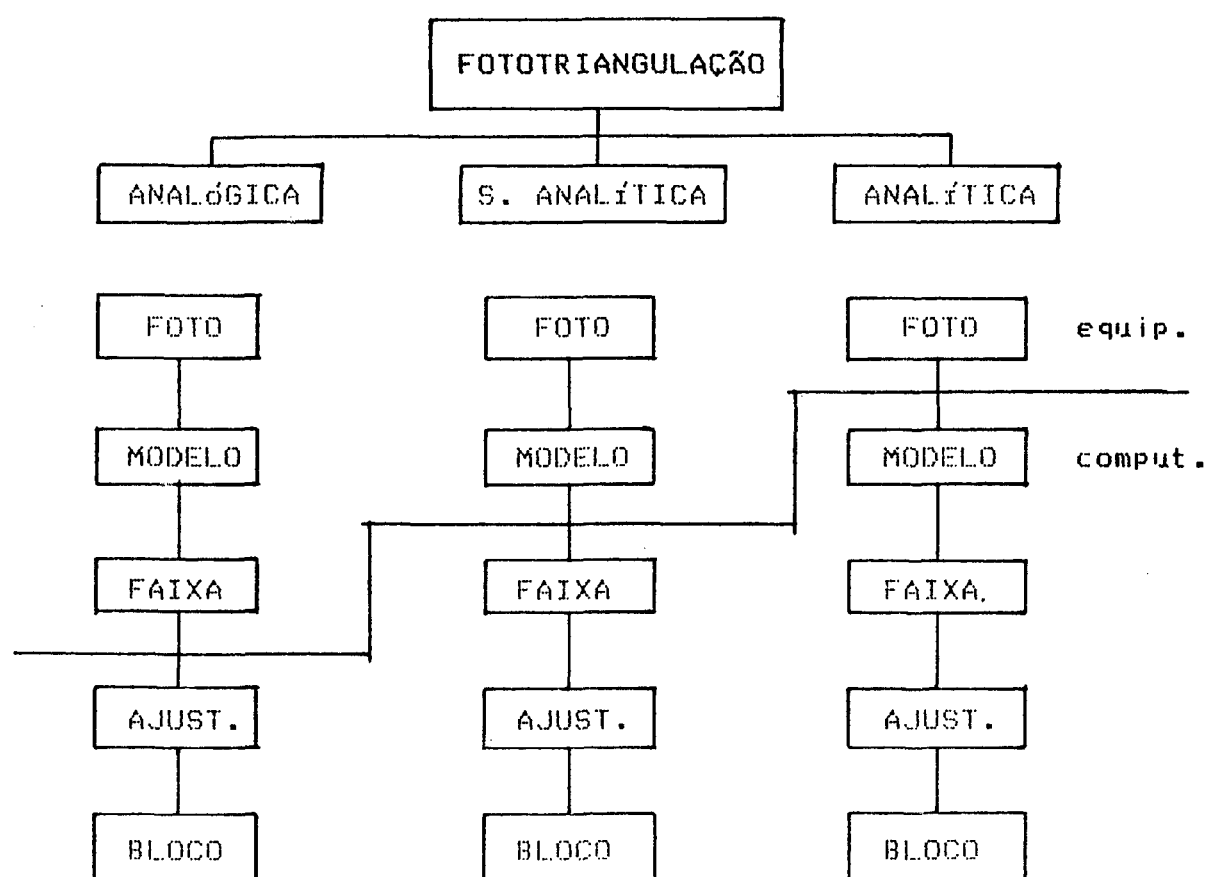 FOTOTRIANGULAÇÃO
ANALóGICA S. ANALíTICA ANALíTICA
FOTO FOTO FOTO equip.
MODELO MODELO MODELO comput.
FAIXA FAIXA FAIXA.
AJUST. AJUST. AJUST.
BLOCO BLOCO BLOCO